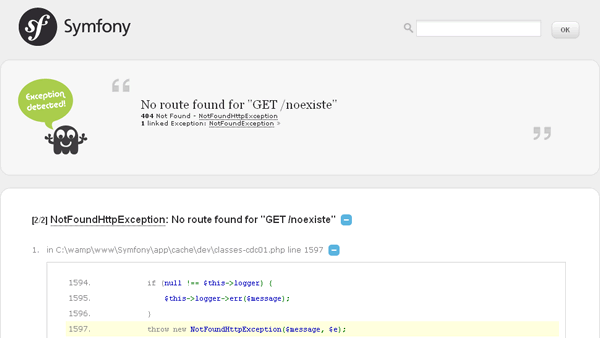 sf Symfony
OK
Exception detected!
No route found for "GET /noexiste"
404 Not Found - NotFoundHttpException
1 linked Exception: NotFoundException »
[2/2] NotFoundHttpException: No route found for "GET /noexiste"
1. in C:\wamp\www\Symfony\app\cache\dev\classes-cdc01.php line 1597
1594. if (null !== $this->logger) {
1595. $this->logger->err($message);
1596. }
1597. throw new NotFoundHttpException($message, $e);